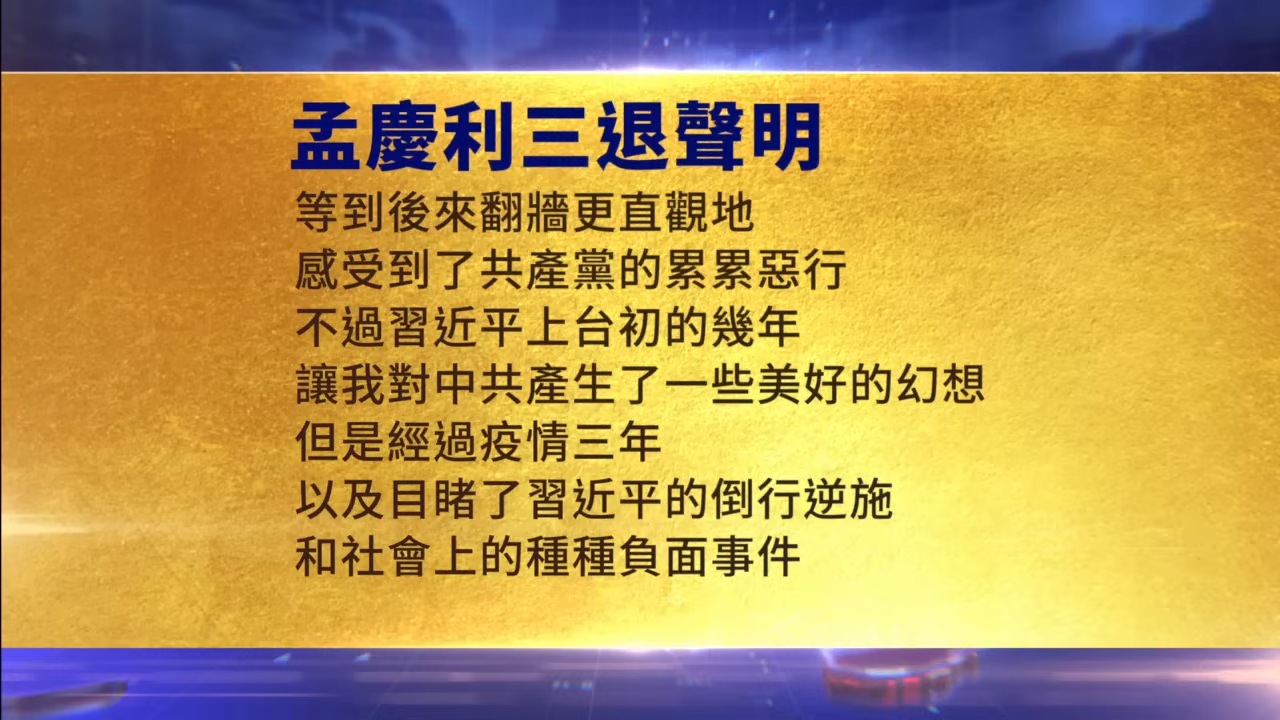 孟慶利三退聲明
等到後來翻牆更直觀地
感受到了共產黨的累累惡行
不過習近平上台初的幾年
讓我對中共產生了一些美好的幻想
但是經過疫情三年
以及目睹了習近平的倒行逆施
和社會上的種種負面事件